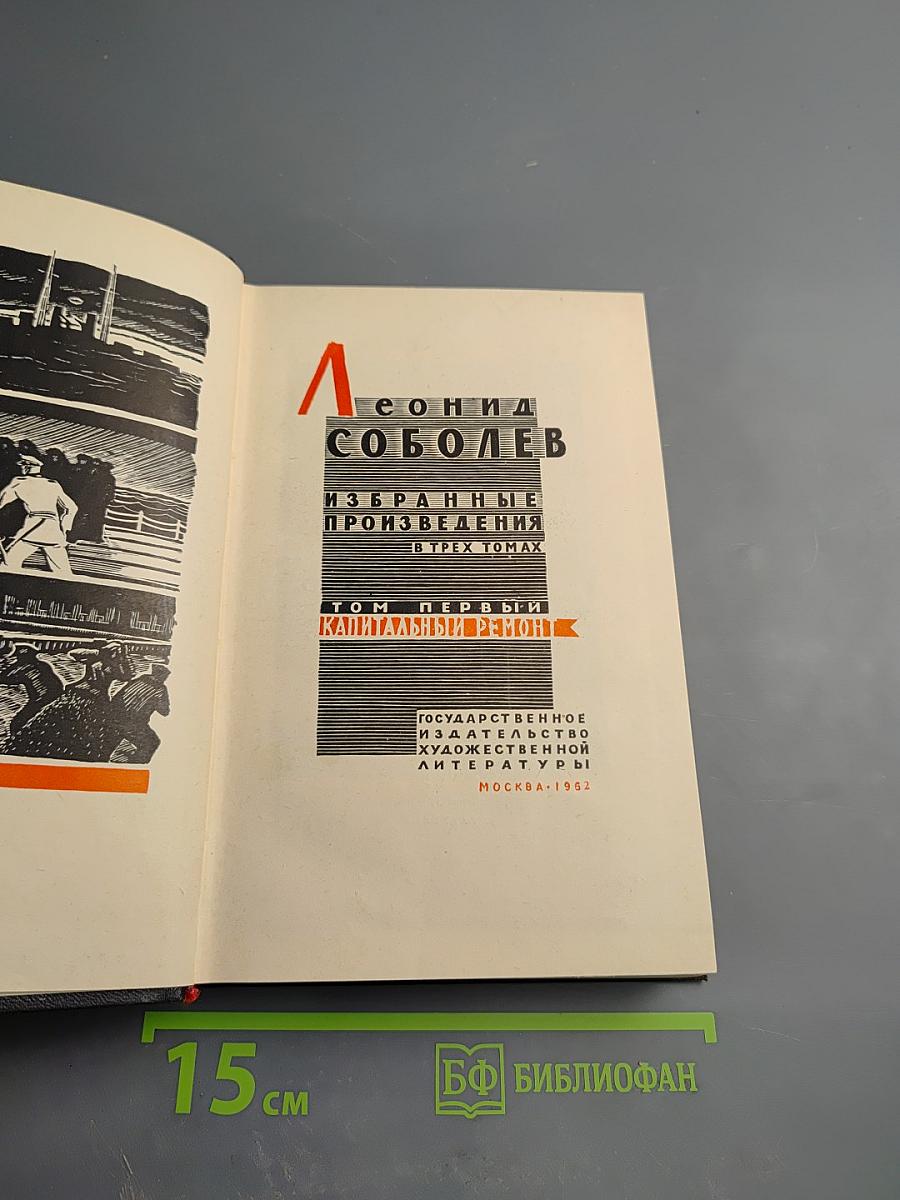 Леонид
СОБОЛЕВ
ИЗБРАННЫЕ
ПРОИЗВЕДЕНИЯ
В ТРЕХ ТОМАХ
ТОМ ПЕРВЫЙ
КАПИТАЛЬНЫЙ РЕМОНТ
ГОСУДАРСТВЕННОЕ
ИЗДАТЕЛЬСТВО
ХУДОЖЕСТВЕННОЙ
ЛИТЕРАТУРЫ
МОСКВА·1962
15 СМ
БФ БИБЛИОФАН